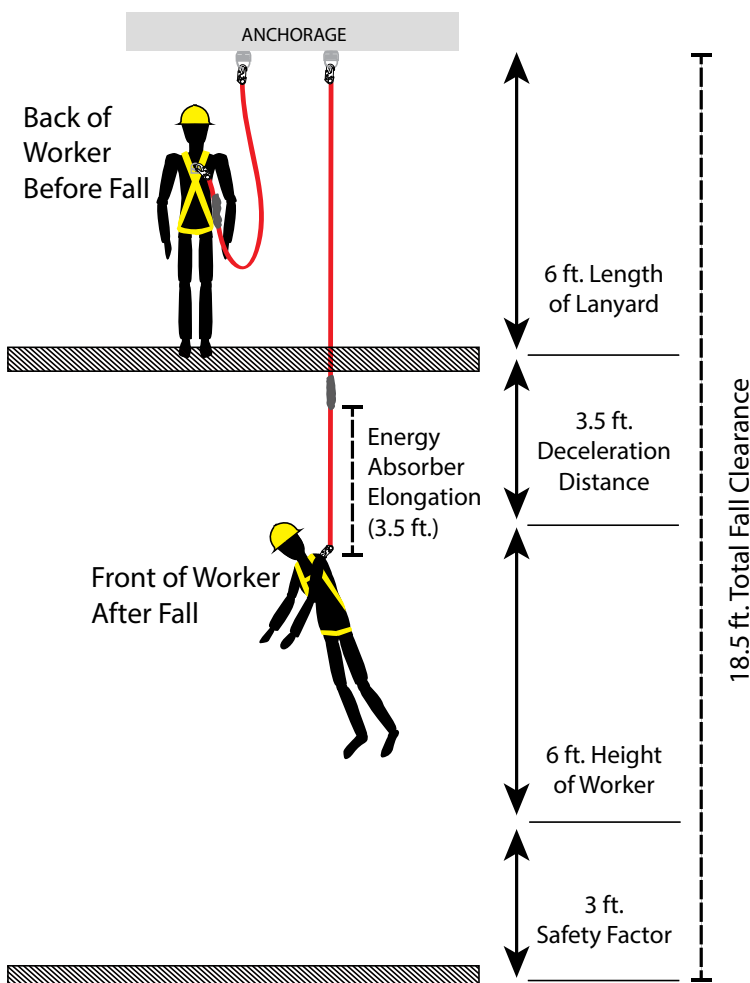 ANCHORAGE
Back of
Worker
Before Fall
6 ft. Length
of Lanyard
3.5 ft.
Deceleration
Distance
Energy
Absorber
Elongation
(3.5 ft.)
Front of Worker
After Fall
6 ft. Height
of Worker
3 ft.
Safety Factor
18.5 ft. Total Fall Clearance